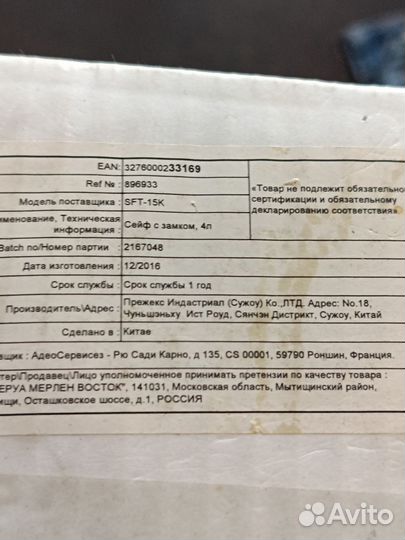 EAN: 3276000233169
Ref № : 896933
Модель поставщика : SFT-15K
именование, Техническая
информация : Сейф с замком, 4л
Batch no/Номер партии : 2167048
Дата изготовления : 12/2016
Срок службы : Срок службы 1 год
Производитель\Адрес : Прежекс Индастриал (Сужоу) Ко.,ЛТД. Адрес: No.18,
Чуньшэньху Ист Роуд, Сянчэн Дистрикт, Сужоу, Китай
Сделано в : Китае
«Товар не подлежит обязательно
сертификации и обязательному
декларированию соответствия»
вщик : АдеоСервисез - Рю Сади Карно, д 135, CS 00001, 59790 Роншин, Франция.
тер\Продавец\Лицо уполномоченное принимать претензии по качеству товара :
ЕРУА МЕРЛЕН ВОСТОК", 141031, Московская область, Мытищинский район,
ищи, Осташковское шоссе, д.1, РОССИЯ
Avito